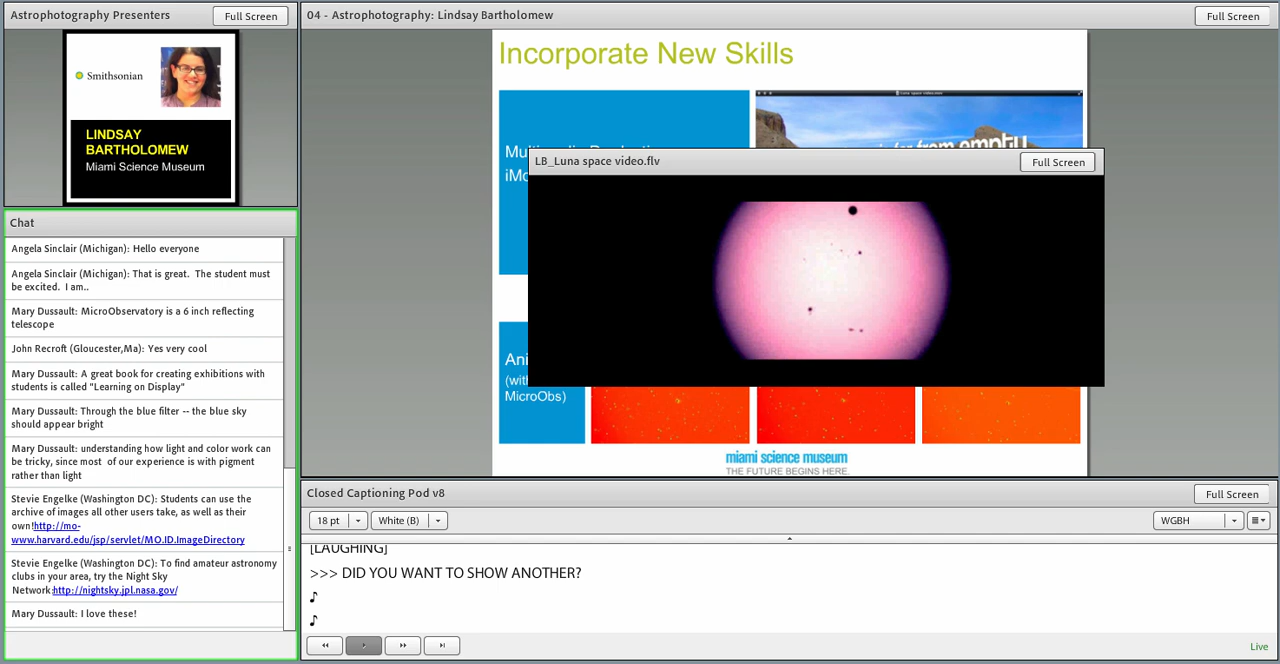 Astrophotography Presenters
Full Screen
Smithsonian
LINDSAY
BARTHOLOMEW
Miami Science Museum
Chat
Angela Sinclair (Michigan): Hello everyone
Angela Sinclair (Michigan): That is great. The student must
be excited. I am..
Mary Dussault: MicroObservatory is a 6 inch reflecting
telescope
John Recroft (Gloucester,Ma): Yes very cool
Mary Dussault: A great book for creating exhibitions with
students is called "Learning on Display"
Mary Dussault: Through the blue filter -- the blue sky
should appear bright
Mary Dussault: understanding how light and color work can
be tricky, since most of our experience is with pigment
rather than light
Stevie Engelke (Washington DC): Students can use the
archive of images all other users take, as well as their
own!http://mo-
www.harvard.edu/jsp/servlet/MO.ID.ImageDirectory
Stevie Engelke (Washington DC): To find amateur astronomy
clubs in your area, try the Night Sky
Network:http://nightsky.jpl.nasa.gov/
Mary Dussault: I love these!
04 - Astrophotography: Lindsay Bartholomew
Full Screen
Incorporate New Skills
is far from empty
LB_Luna space video.flv
Full Screen
MicroObs)
miami science museum
THE FUTURE BEGINS HERE.
Closed Captioning Pod v8
Full Screen
18 pt
White (B)
WGBH
[LAUGHING]
>>> DID YOU WANT TO SHOW ANOTHER?
♪
♪
Live